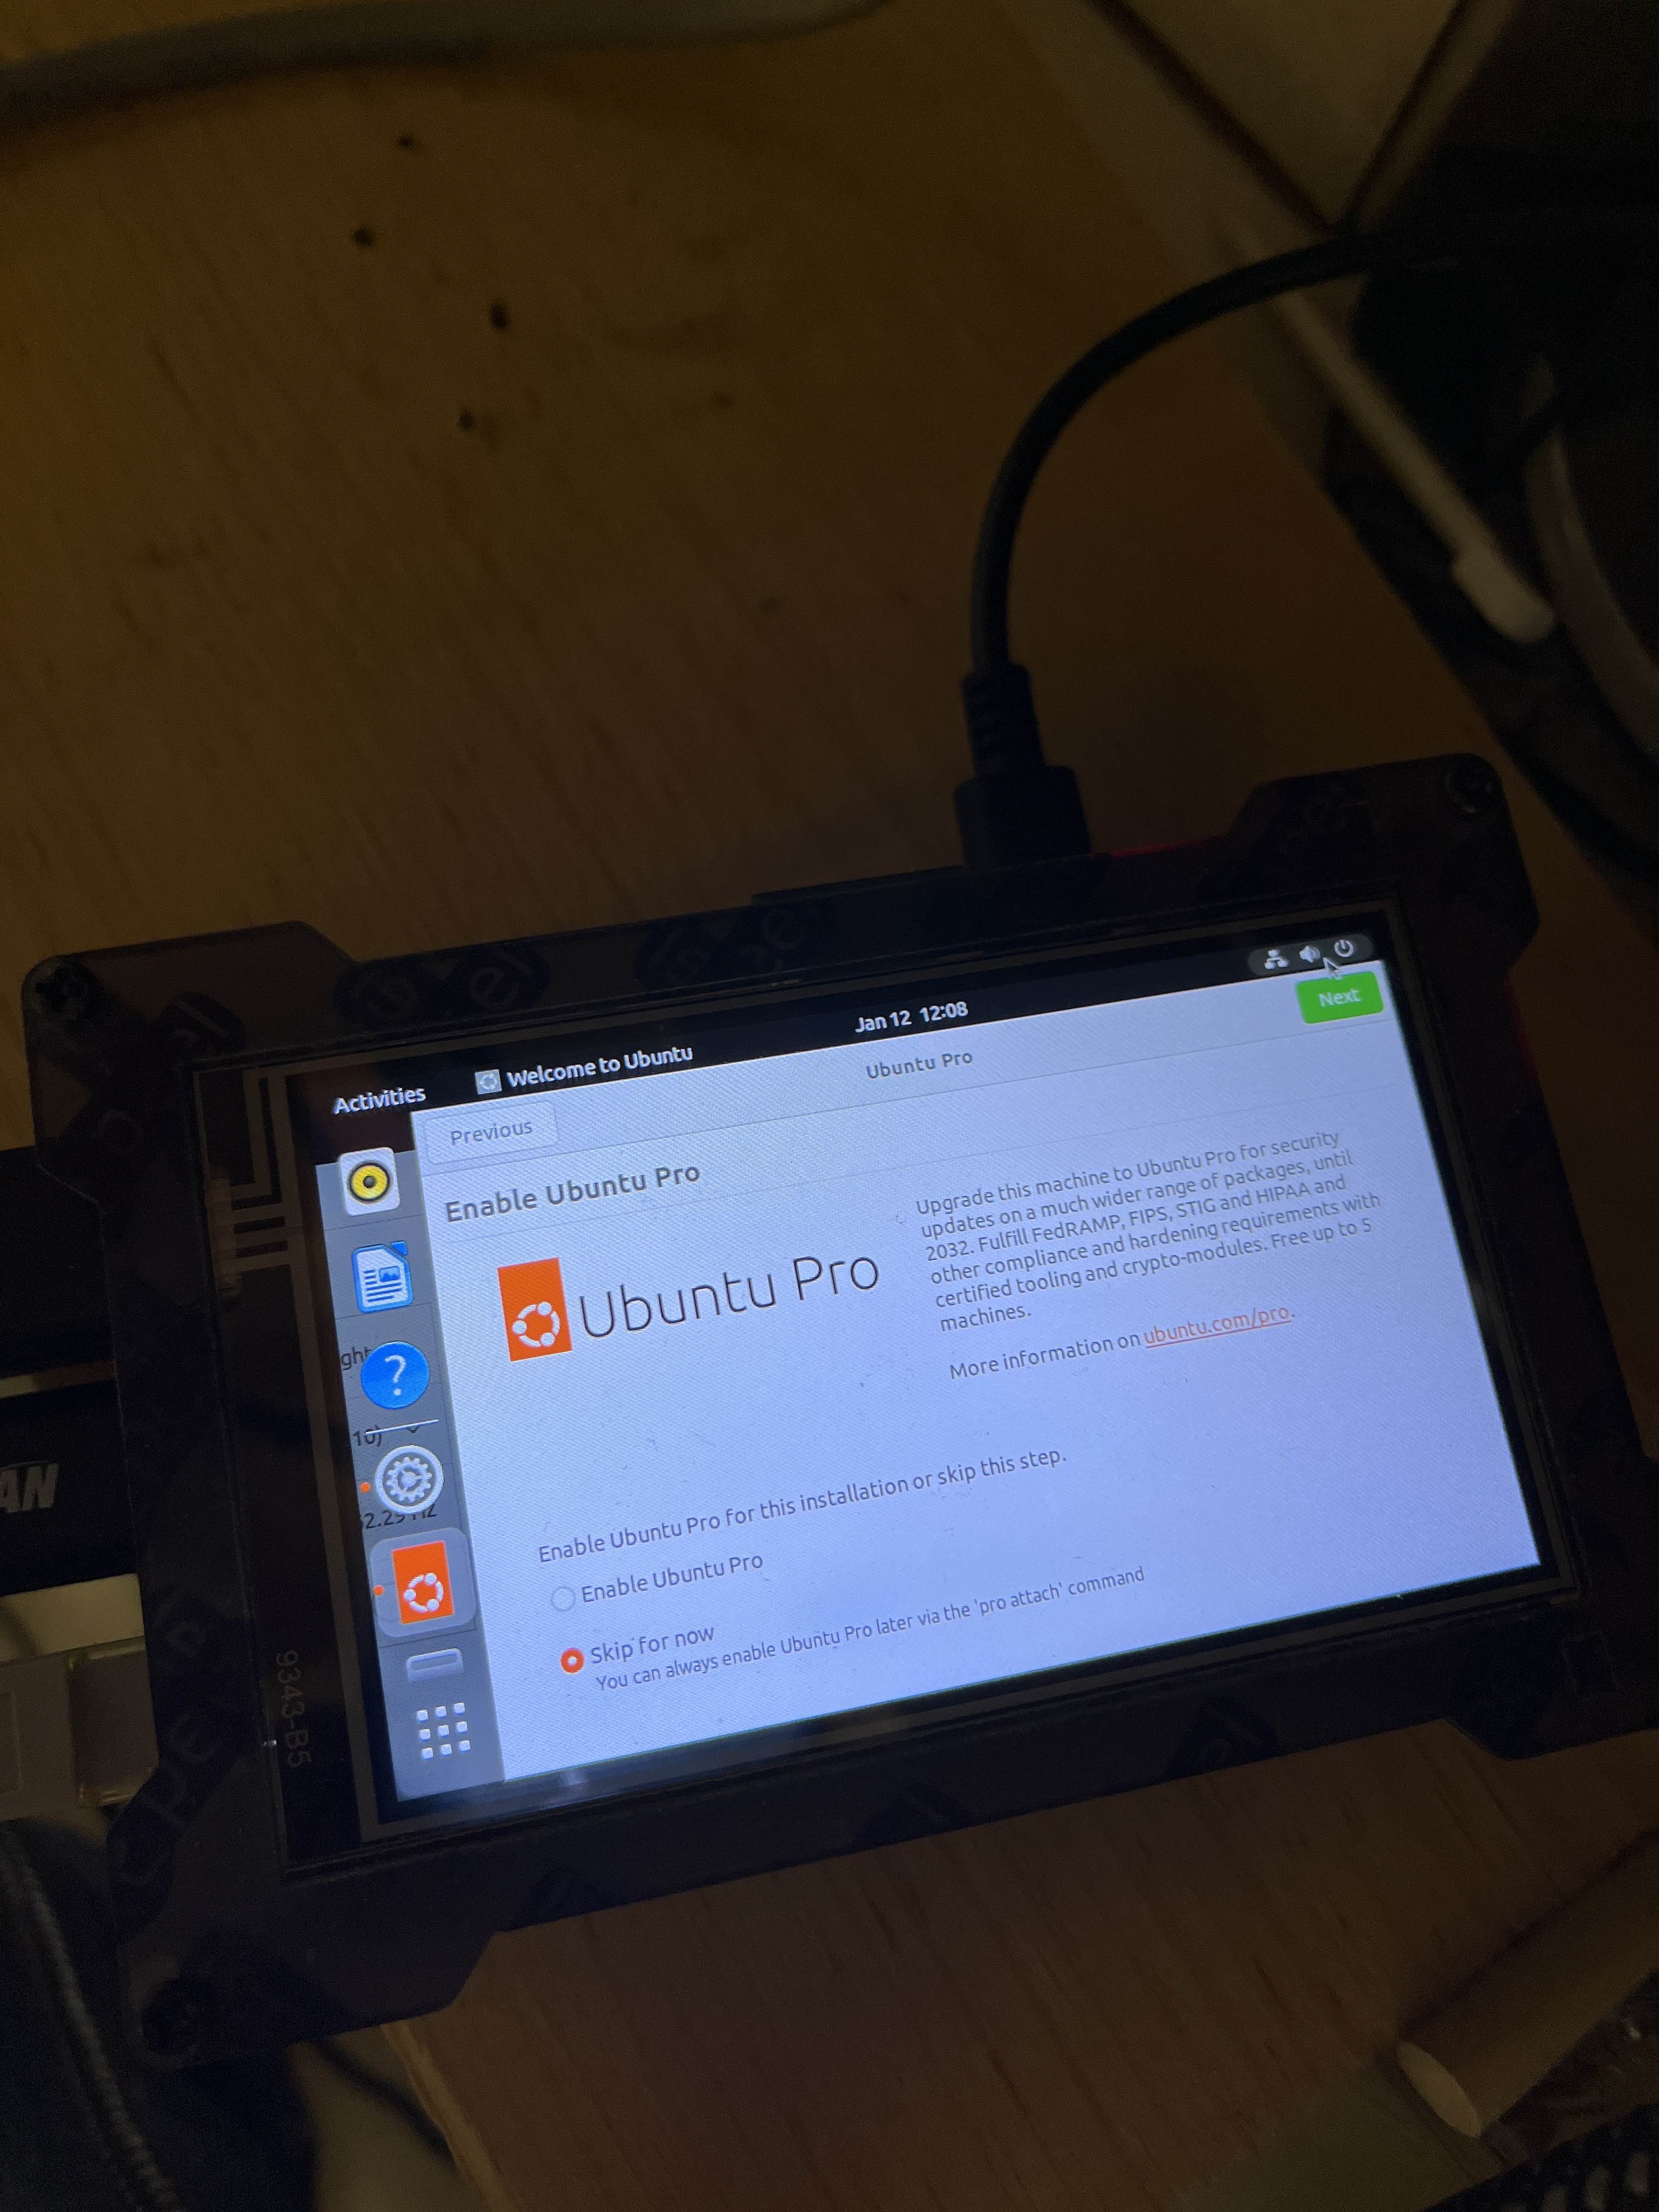 Activities
Welcome to Ubuntu
Jan 12 12:08
Previous
Ubuntu Pro
Next
Enable Ubuntu Pro
Ubuntu Pro
Upgrade this machine to Ubuntu Pro for security
updates on a much wider range of packages, until
2032. Fulfill FedRAMP, FIPS, STIG and HIPAA and
other compliance and hardening requirements with
certified tooling and crypto-modules. Free up to 5
machines.
More information on ubuntu.com/pro.
Enable Ubuntu Pro for this installation or skip this step.
Enable Ubuntu Pro
Skip for now
You can always enable Ubuntu Pro later via the 'pro attach' command
ght
?
10)
AN
9343-B5